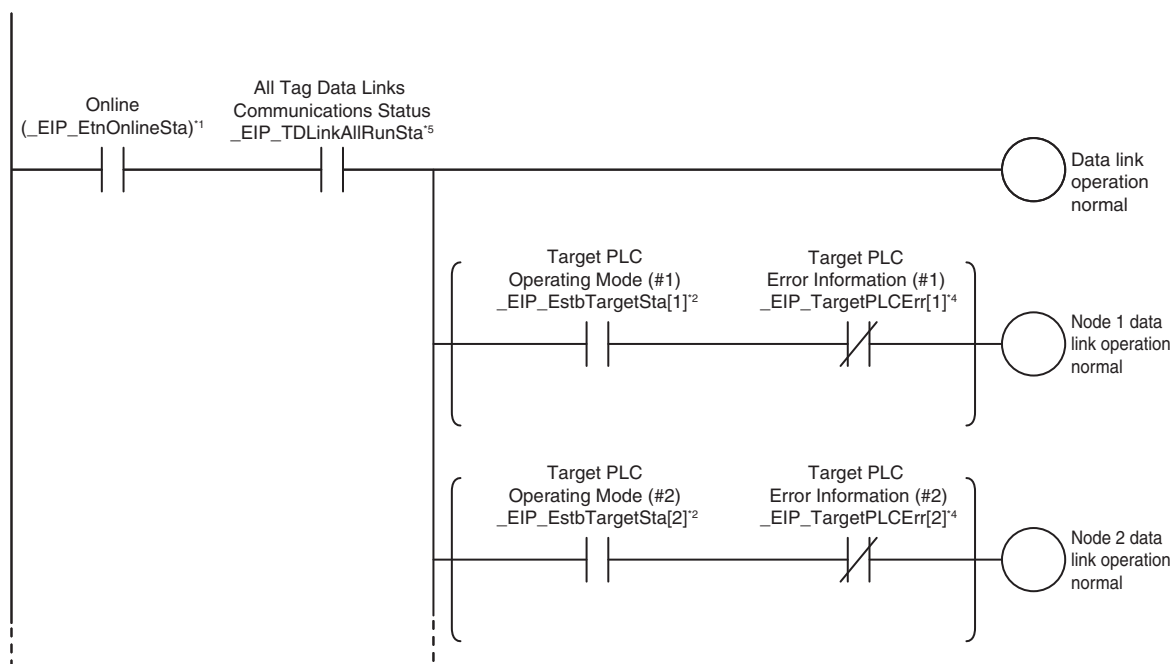 Online
(_EIP_EtnOnlineSta)*1
All Tag Data Links
Communications Status
_EIP_TDLinkAllRunSta*5
Data link
operation
normal
Target PLC
Operating Mode (#1)
_EIP_EstbTargetSta[1]*2
Target PLC
Error Information (#1)
_EIP_TargetPLCErr[1]*4
Node 1 data
link operation
normal
Target PLC
Operating Mode (#2)
_EIP_EstbTargetSta[2]*2
Target PLC
Error Information (#2)
_EIP_TargetPLCErr[2]*4
Node 2 data
link operation
normal